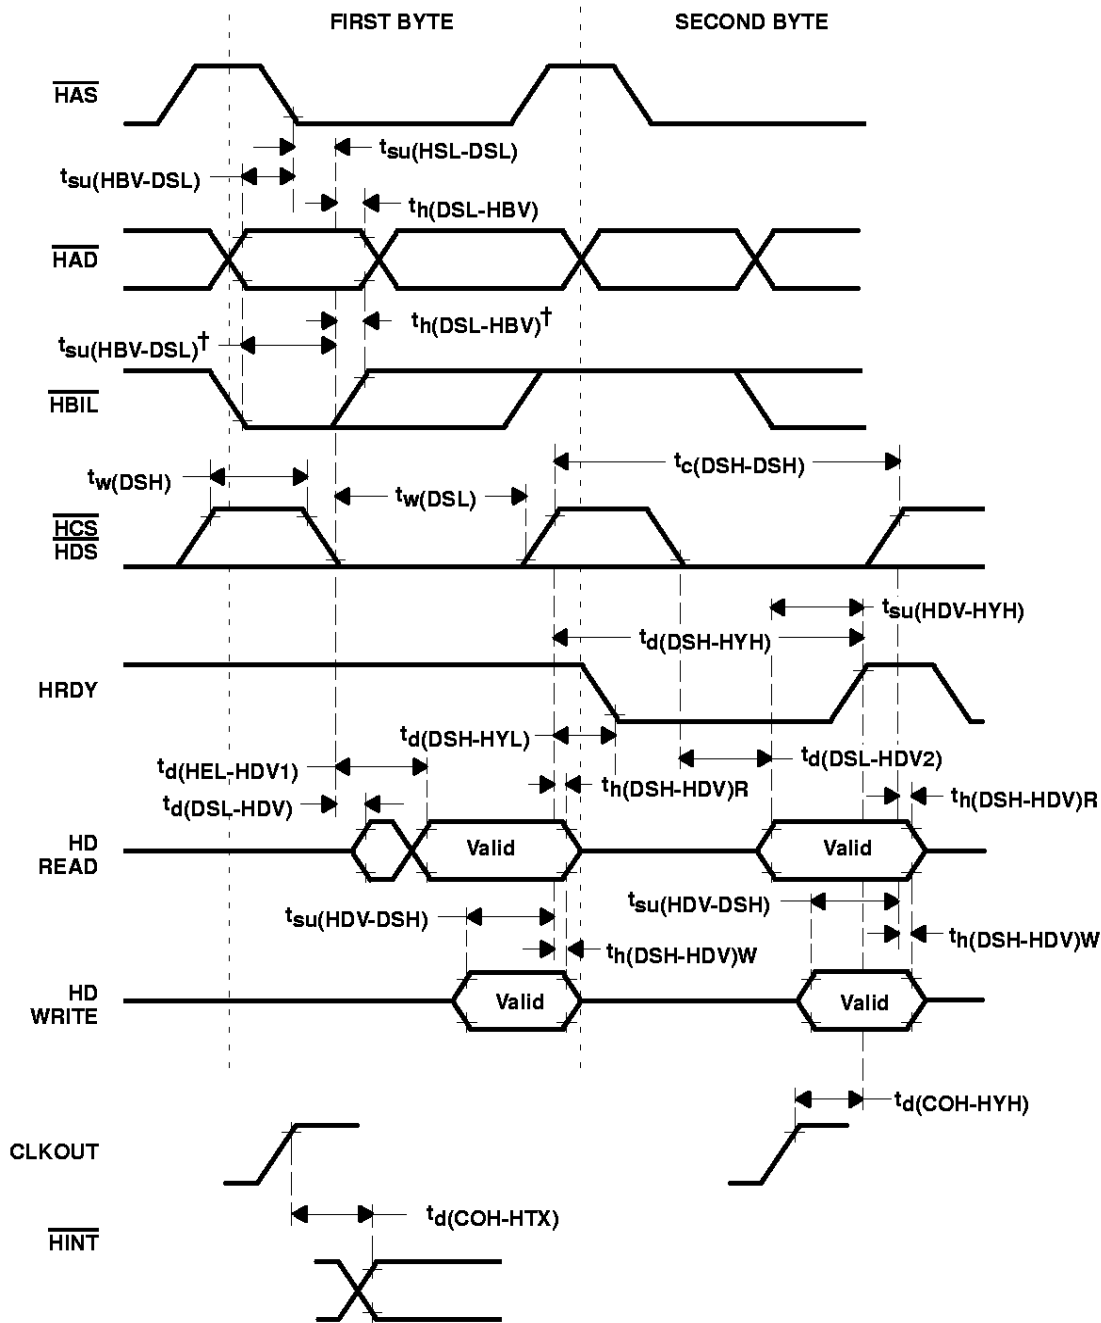 FIRST BYTE SECOND BYTE
HAS
tsu(HSL-DSL)
tsu(HBV-DSL)
th(DSL-HBV)
HAD
th(DSL-HBV)†
tsu(HBV-DSL)†
HBIL
tc(DSH-DSH)
tw(DSH)
tw(DSL)
HCS
HDS
tsu(HDV-HYH)
td(DSH-HYH)
HRDY
td(DSH-HYL)
td(DSL-HDV2)
td(HEL-HDV1)
th(DSH-HDV)R
th(DSH-HDV)R
td(DSL-HDV)
HD
READ
Valid Valid
tsu(HDV-DSH)
tsu(HDV-DSH)
th(DSH-HDV)W
th(DSH-HDV)W
HD
WRITE
Valid Valid
td(COH-HYH)
CLKOUT
td(COH-HTX)
HINT